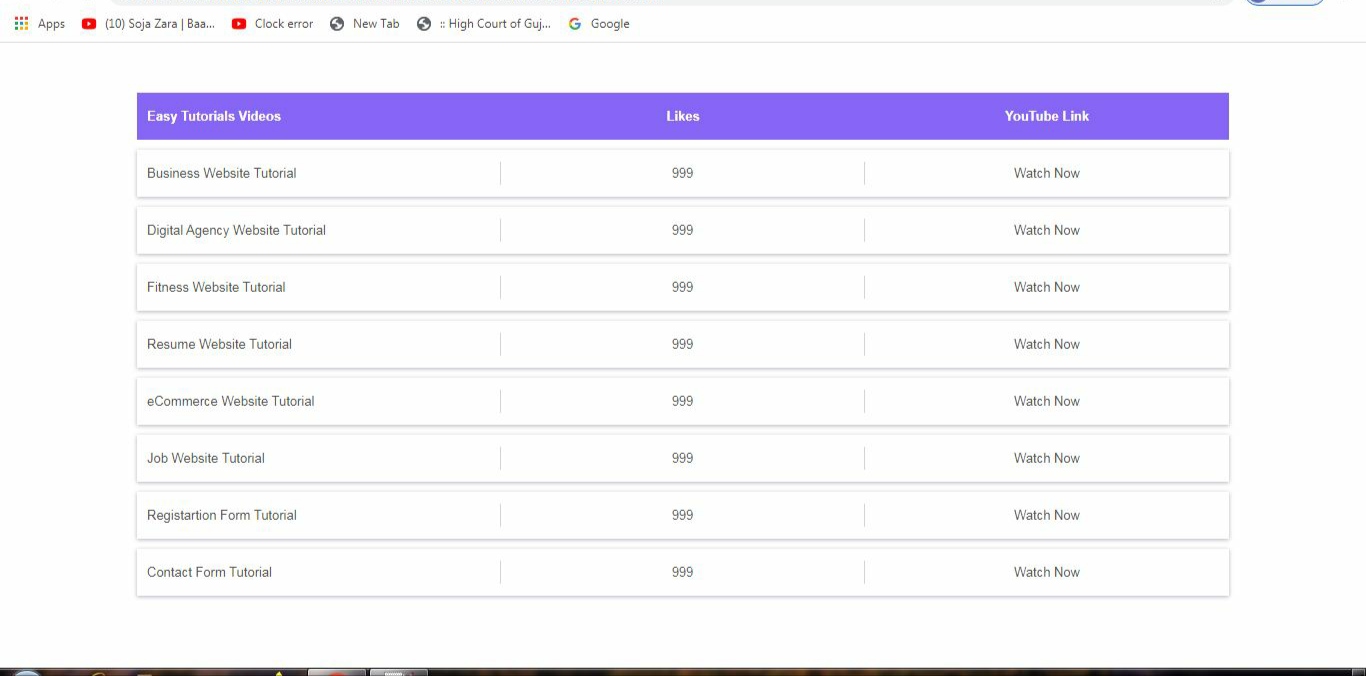 Apps (10) Soja Zara | Baa... Clock error New Tab :: High Court of Guj... Google
Easy Tutorials Videos Likes YouTube Link
Business Website Tutorial 999 Watch Now
Digital Agency Website Tutorial 999 Watch Now
Fitness Website Tutorial 999 Watch Now
Resume Website Tutorial 999 Watch Now
eCommerce Website Tutorial 999 Watch Now
Job Website Tutorial 999 Watch Now
Registartion Form Tutorial 999 Watch Now
Contact Form Tutorial 999 Watch Now